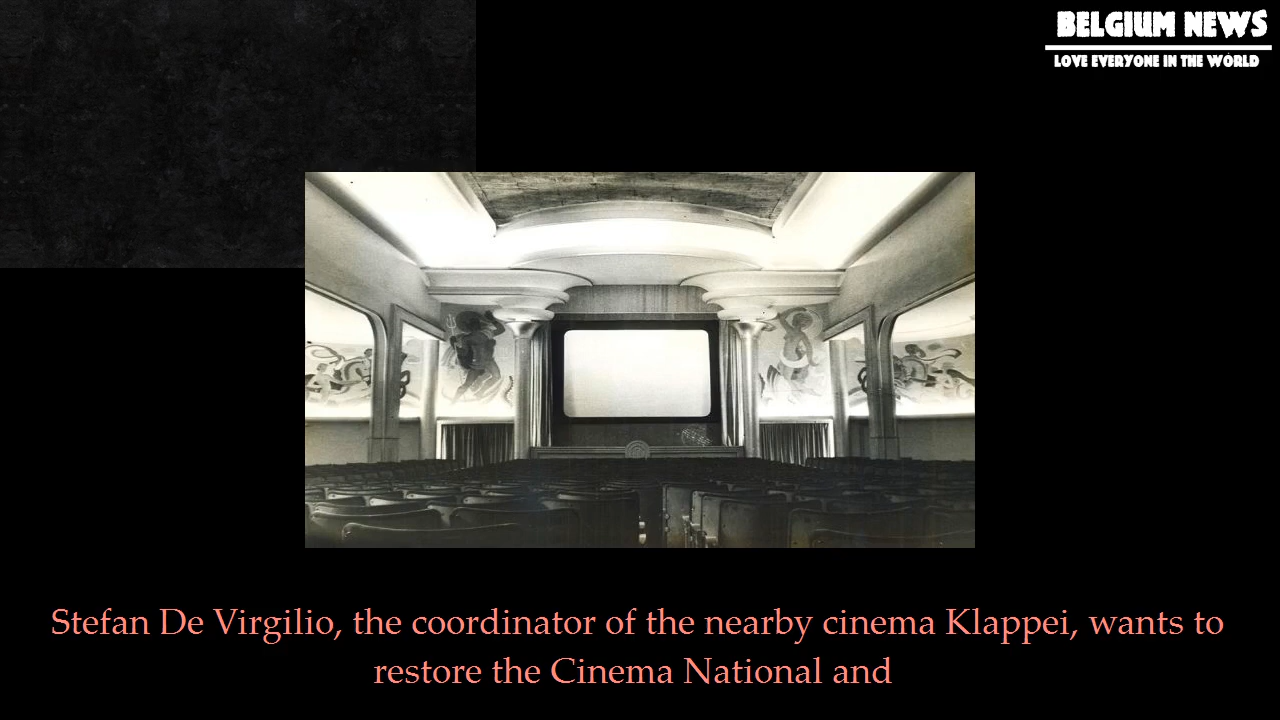 BELGIUM NEWS
LOVE EVERYONE IN THE WORLD
Stefan De Virgilio, the coordinator of the nearby cinema Klappei, wants to
restore the Cinema National and